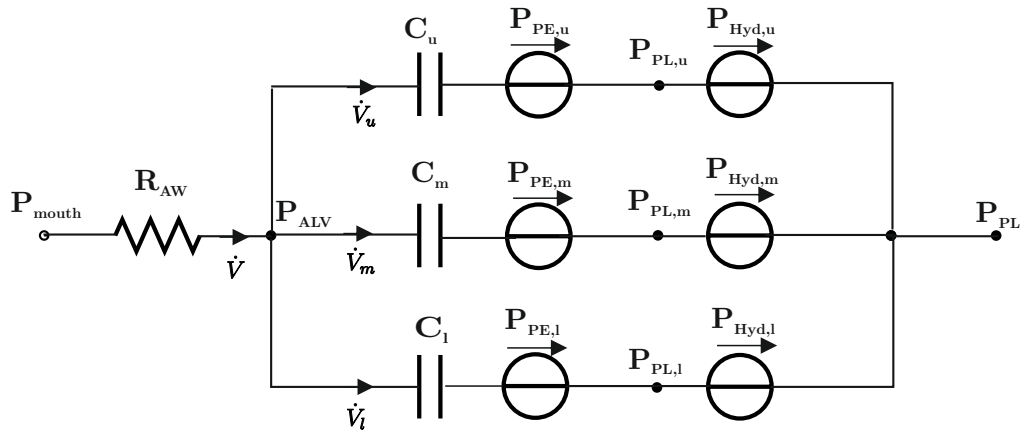 C_u
P_PE,u
P_PL,u
P_Hyd,u
V̇_u
P_mouth
R_AW
V̇
P_ALV
C_m
P_PE,m
P_PL,m
P_Hyd,m
V̇_m
P_PL
C_l
P_PE,l
P_PL,l
P_Hyd,l
V̇_l